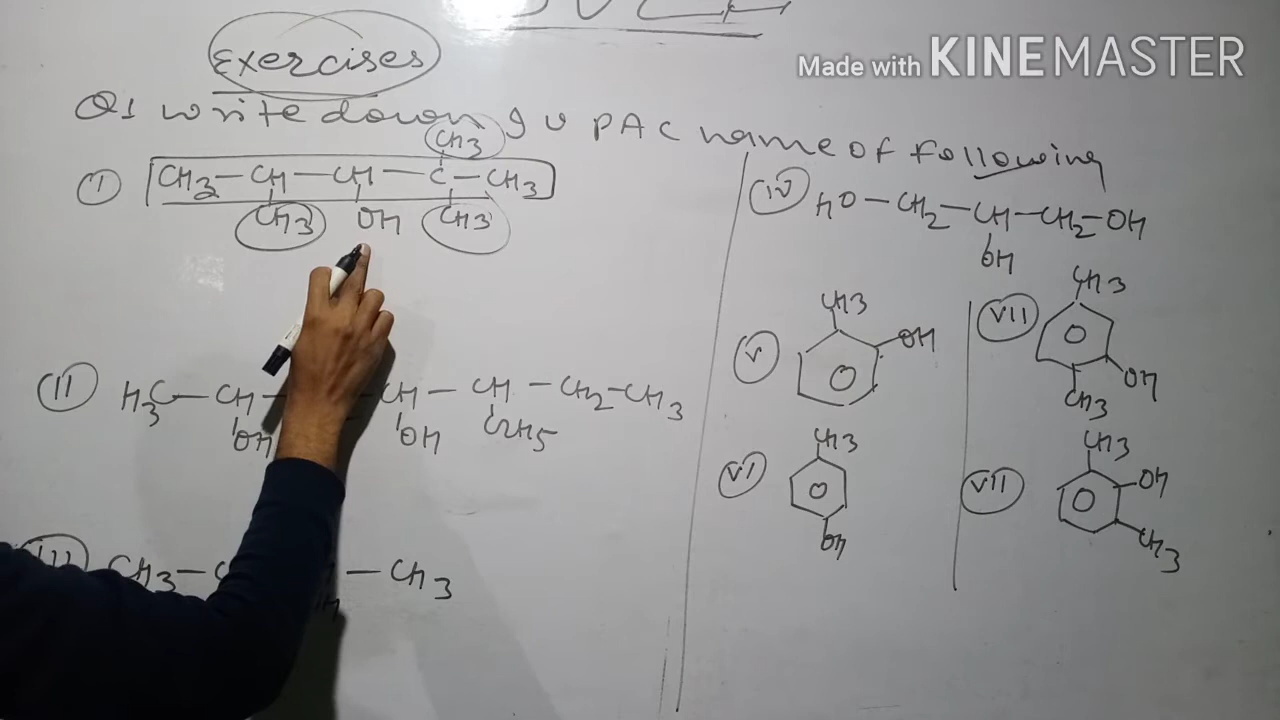 Made with KINEMASTER
Exercises
Q1 write down IUPAC name of following
CH3
I CH3 — CH — CH — C — CH3
CH3 OH CH3
II H3C — CH — CH — CH — CH2 — CH3
OH OH C2H5
III CH3 — — CH3
IV HO — CH2 — CH — CH2 — OH
OH
V CH3
OH
VI CH3
OH
VII CH3
OH
CH3
VII CH3
OH
CH3